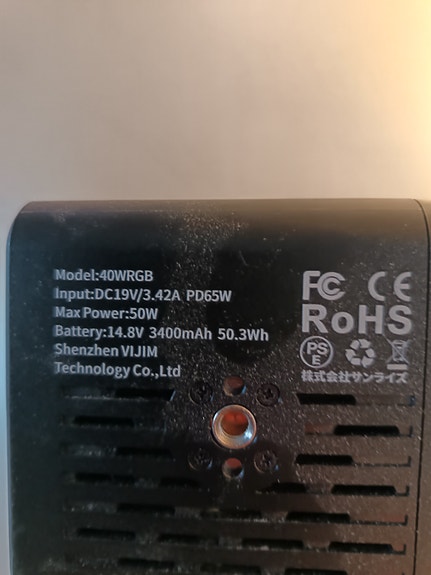 Model:40WRGB
Input:DC19V/3.42A PD65W
Max Power:50W
Battery:14.8V 3400mAh 50.3Wh
Shenzhen VIJIM
Technology Co.,Ltd
FC CE
RoHS
PS
E
株式会社サンライズ